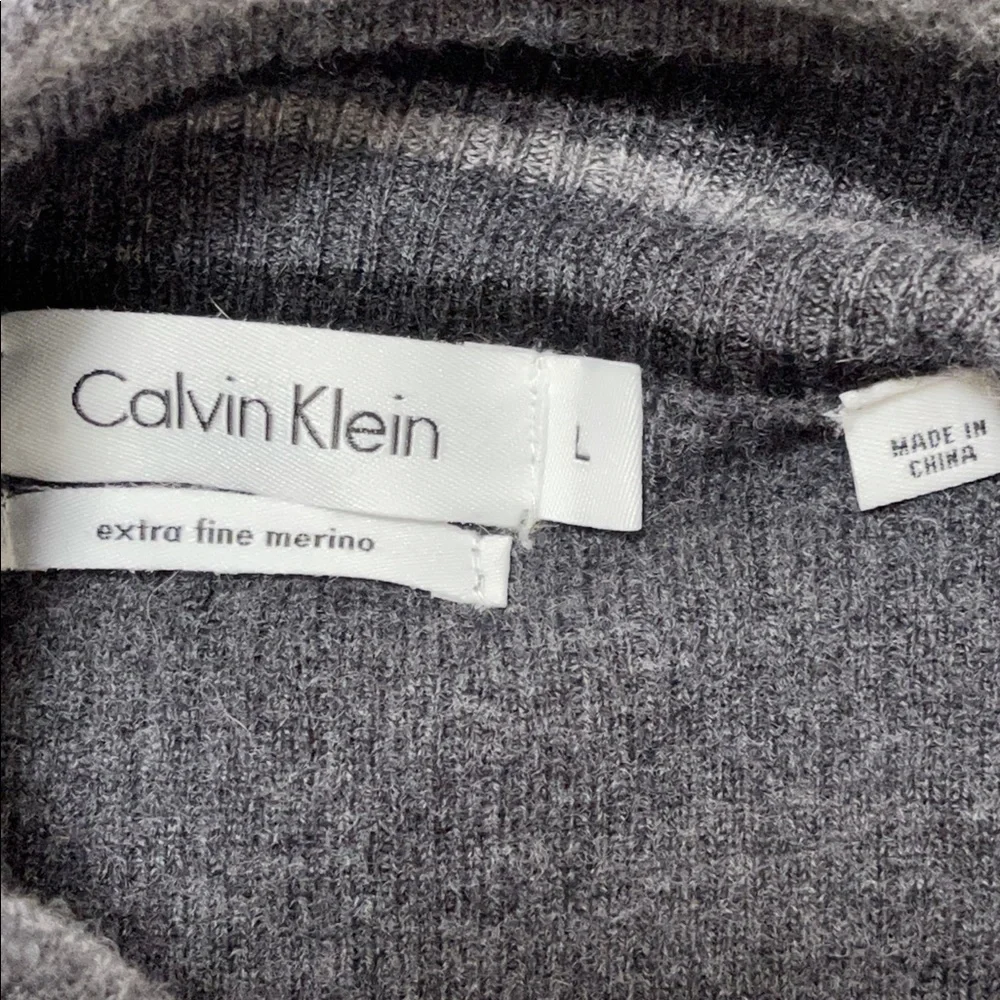 Calvin Klein
L
extra fine merino
MADE IN
CHINA